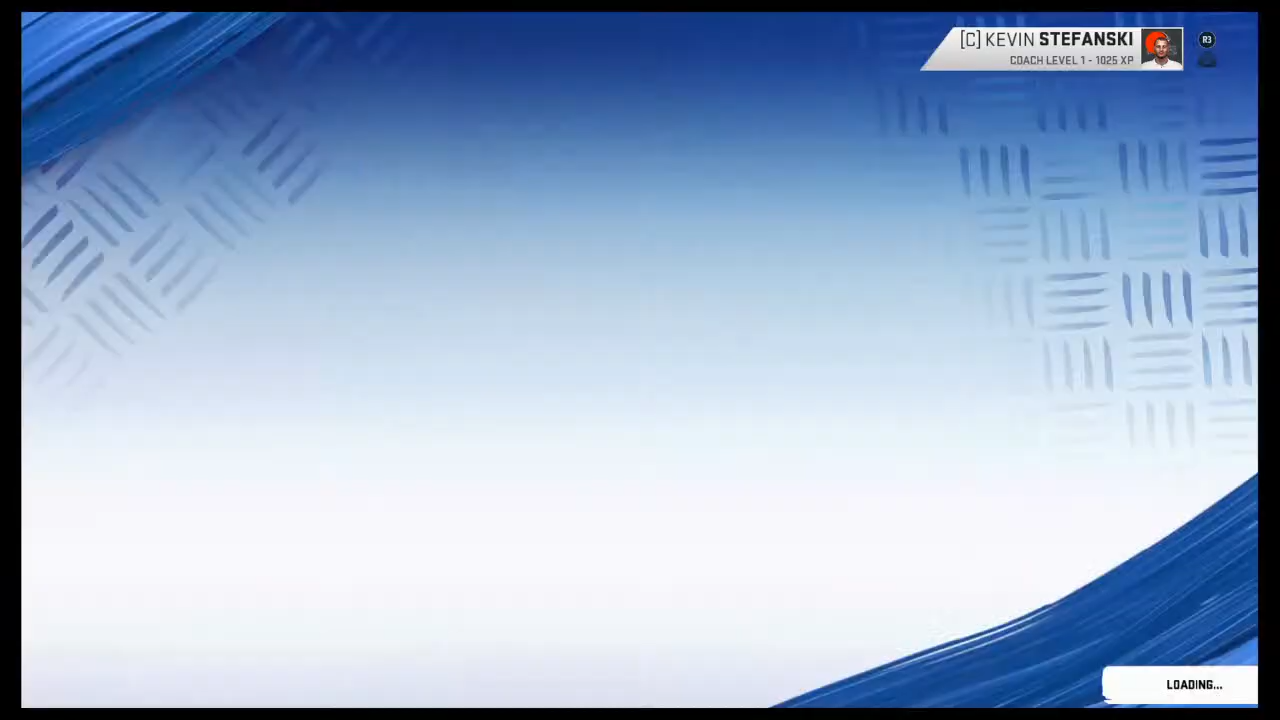 [C] KEVIN STEFANSKI
COACH LEVEL 1 - 1025 XP
R3
LOADING...